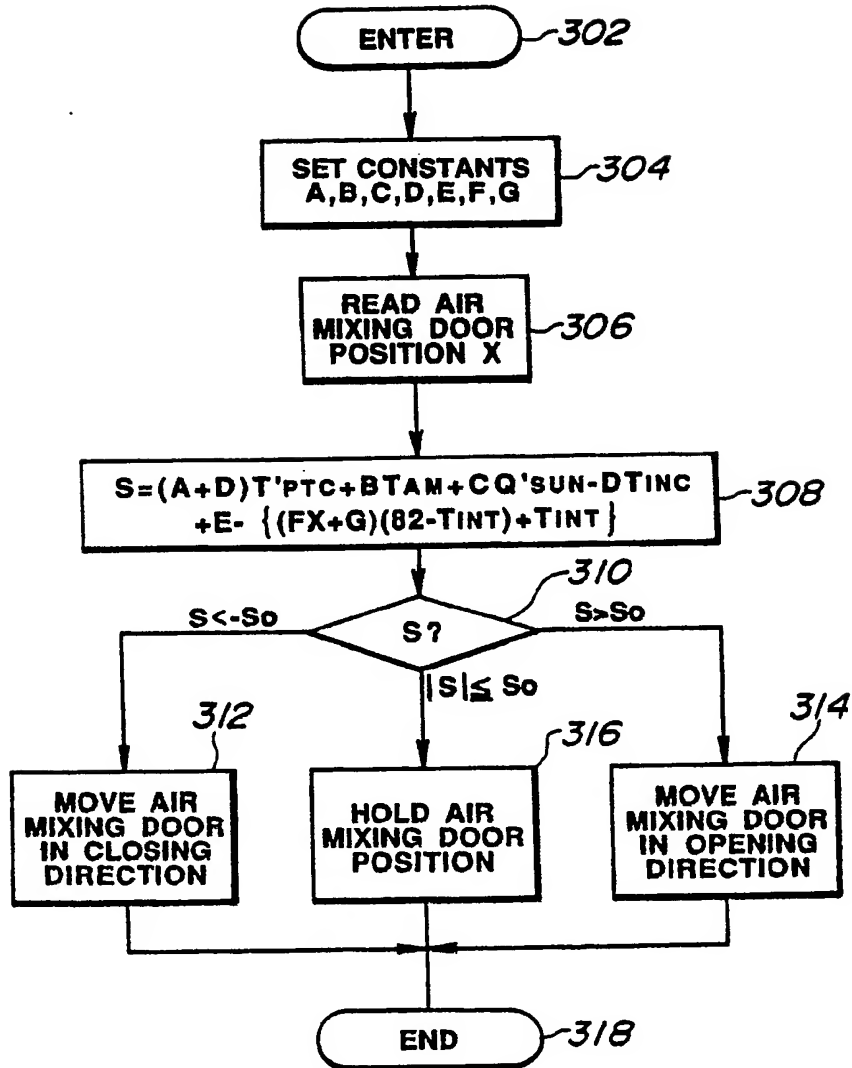 ENTER
302
SET CONSTANTS
A,B,C,D,E,F,G
304
READ AIR
MIXING DOOR
POSITION X
306
S=(A+D)T'PTC+BTAM+CQ'SUN-DTINC
+E- {(FX+G)(82-TINT)+TINT}
308
310
S<-So
S?
S>So
|S|≤ So
312
316
314
MOVE AIR
MIXING DOOR
IN CLOSING
DIRECTION
HOLD AIR
MIXING DOOR
POSITION
MOVE AIR
MIXING DOOR
IN OPENING
DIRECTION
END
318